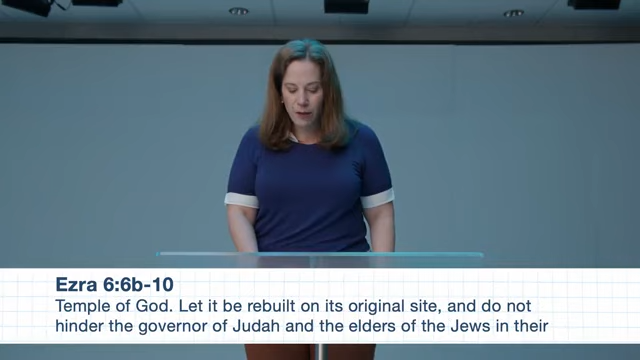 Ezra 6:6b-10
Temple of God. Let it be rebuilt on its original site, and do not
hinder the governor of Judah and the elders of the Jews in their